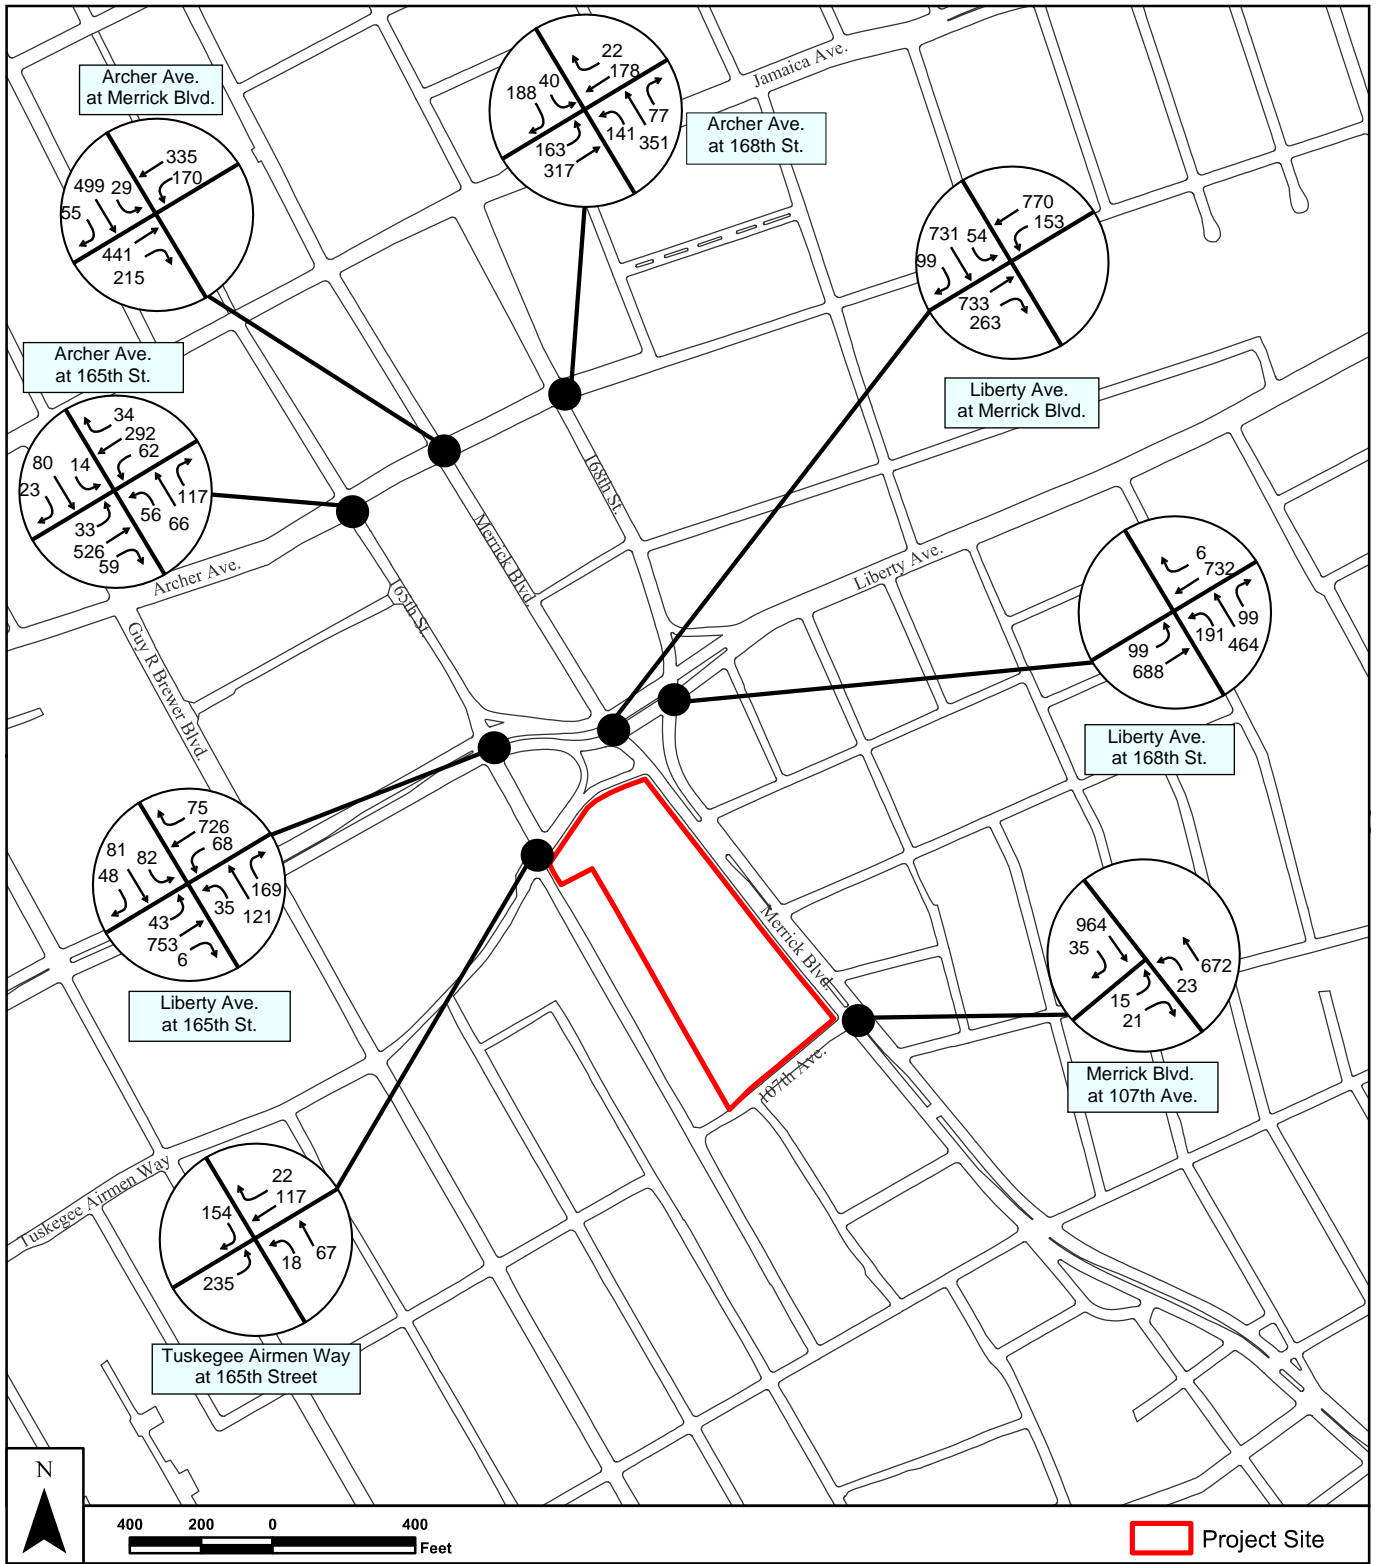 Jamaica Ave.
Archer Ave.
at Merrick Blvd.
335
170
499
29
55
441
215
22
178
40
188
77
141
351
163
317
Archer Ave.
at 168th St.
770
153
731
54
99
733
263
Liberty Ave.
at Merrick Blvd.
Archer Ave.
at 165th St.
34
292
62
80
14
23
117
56
66
33
526
59
168th St.
Merrick Blvd.
Archer Ave.
65th St.
Liberty Ave.
Guy R Brewer Blvd.
6
732
99
191
464
99
688
Liberty Ave.
at 168th St.
75
726
68
81
82
48
169
35
121
43
753
6
Liberty Ave.
at 165th St.
Merrick Blvd.
964
35
672
23
15
21
Merrick Blvd.
at 107th Ave.
107th Ave.
Tuskegee Airmen Way
22
117
154
67
18
235
Tuskegee Airmen Way
at 165th Street
N
400 200 0 400
Feet
Project Site